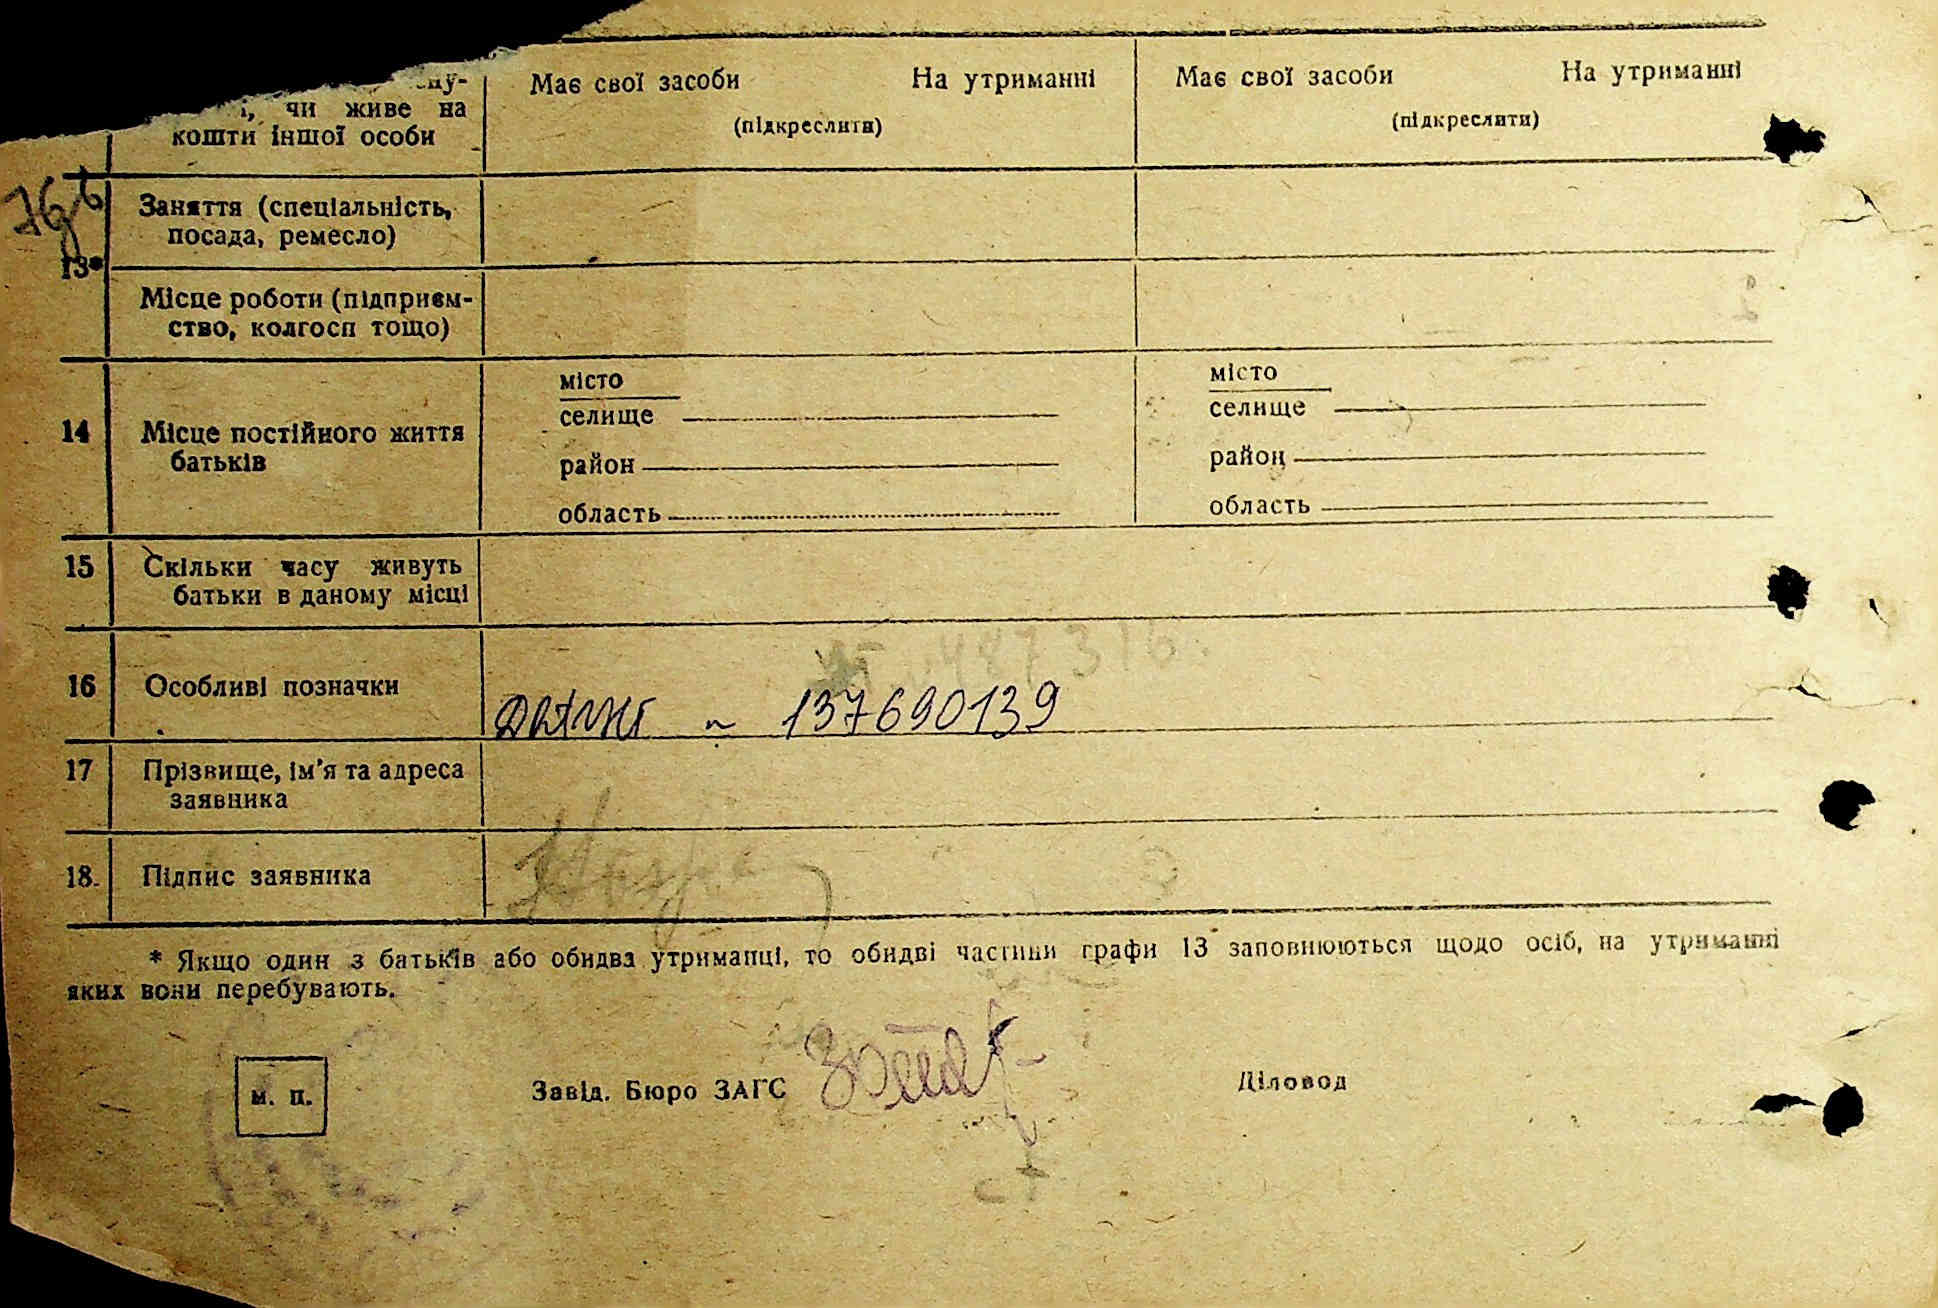 Має свої засоби На утриманні Має свої засоби На утриманні
чи живе на
кошти іншої особи
(підкреслити) (підкреслити)
13*
Заняття (спеціальність,
посада, ремесло)
Місце роботи (підприєм-
ство, колгосп тощо)
14 Місце постійного життя
батьків
місто місто
селище селище
район район
область область
15 Скільки часу живуть
батьки в даному місці
16 Особливі позначки
137690139
17 Прізвище, ім'я та адреса
заявника
18. Підпис заявника
* Якщо один з батьків або обидва утриманці, то обидві частини графи 13 заповнюються щодо осіб, на утриманні
яких вони перебувають.
м. п.
Завід. Бюро ЗАГС Діловод